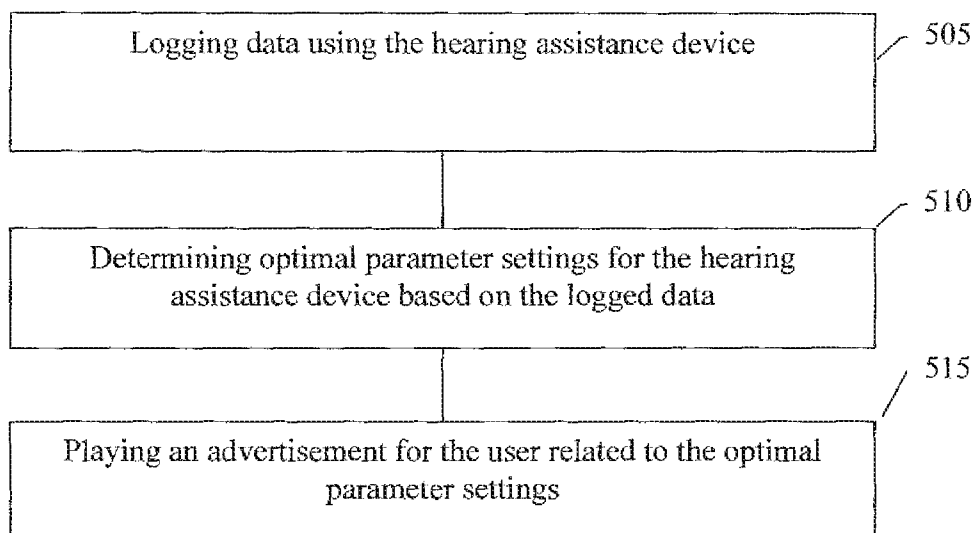 Logging data using the hearing assistance device
505
510
Determining optimal parameter settings for the hearing
assistance device based on the logged data
515
Playing an advertisement for the user related to the optimal
parameter settings